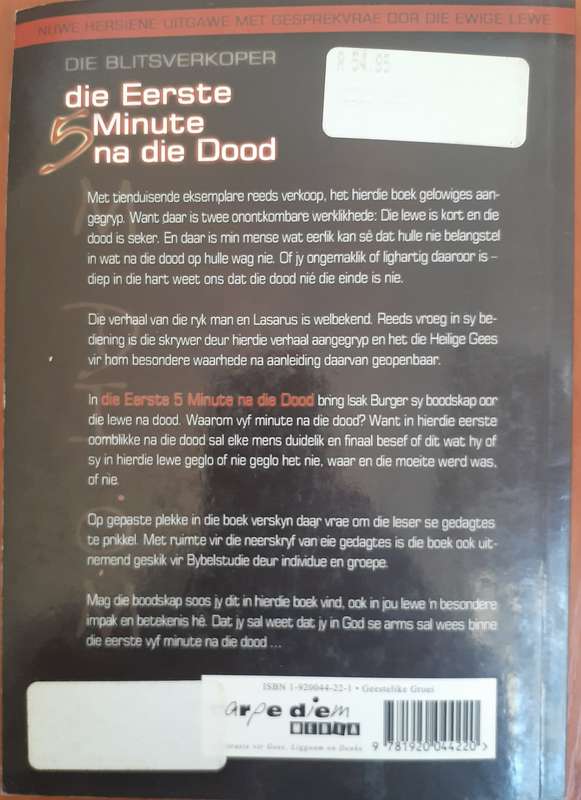 NUWE HERSIENE UITGAWE MET GESPREKVRAE OOR DIE EWIGE LEWE
DIE BLITSVERKOPER
R 64.95
die Eerste
5 Minute
na die Dood
Met tienduisende eksemplare reeds verkoop, het hierdie boek gelowiges aan-
gegryp. Want daar is twee onontkombare werklikhede: Die lewe is kort en die
dood is seker. En daar is min mense wat eerlik kan sê dat hulle nie belangstel
in wat na die dood op hulle wag nie. Of jy ongemaklik of lighartig daaroor is –
diep in die hart weet ons dat die dood nié die einde is nie.
Die verhaal van die ryk man en Lasarus is welbekend. Reeds vroeg in sy be-
diening is die skrywer deur hierdie verhaal aangegryp en het die Heilige Gees
vir hom besondere waarhede na aanleiding daarvan geopenbaar.
In die Eerste 5 Minute na die Dood bring Isak Burger sy boodskap oor
die lewe na dood. Waarom vyf minute na die dood? Want in hierdie eerste
oomblikke na die dood sal elke mens duidelik en finaal besef of dit wat hy of
sy in hierdie lewe geglo of nie geglo het nie, waar en die moeite werd was,
of nie.
Op gepaste plekke in die boek verskyn daar vrae om die leser se gedagtes
te prikkel. Met ruimte vir die neerskryf van eie gedagtes is die boek ook uit-
nemend geskik vir Bybelstudie deur individue en groepe.
Mag die boodskap soos jy dit in hierdie boek vind, ook in jou lewe 'n besondere
impak en betekenis hê. Dat jy sal weet dat jy in God se arms sal wees binne
die eerste vyf minute na die dood ...
ISBN 1-920044-22-1 • Geestelike Groei
arpe diem
MEDIA
vir Gees, Liggaam en Denke
9 781920 044220 >